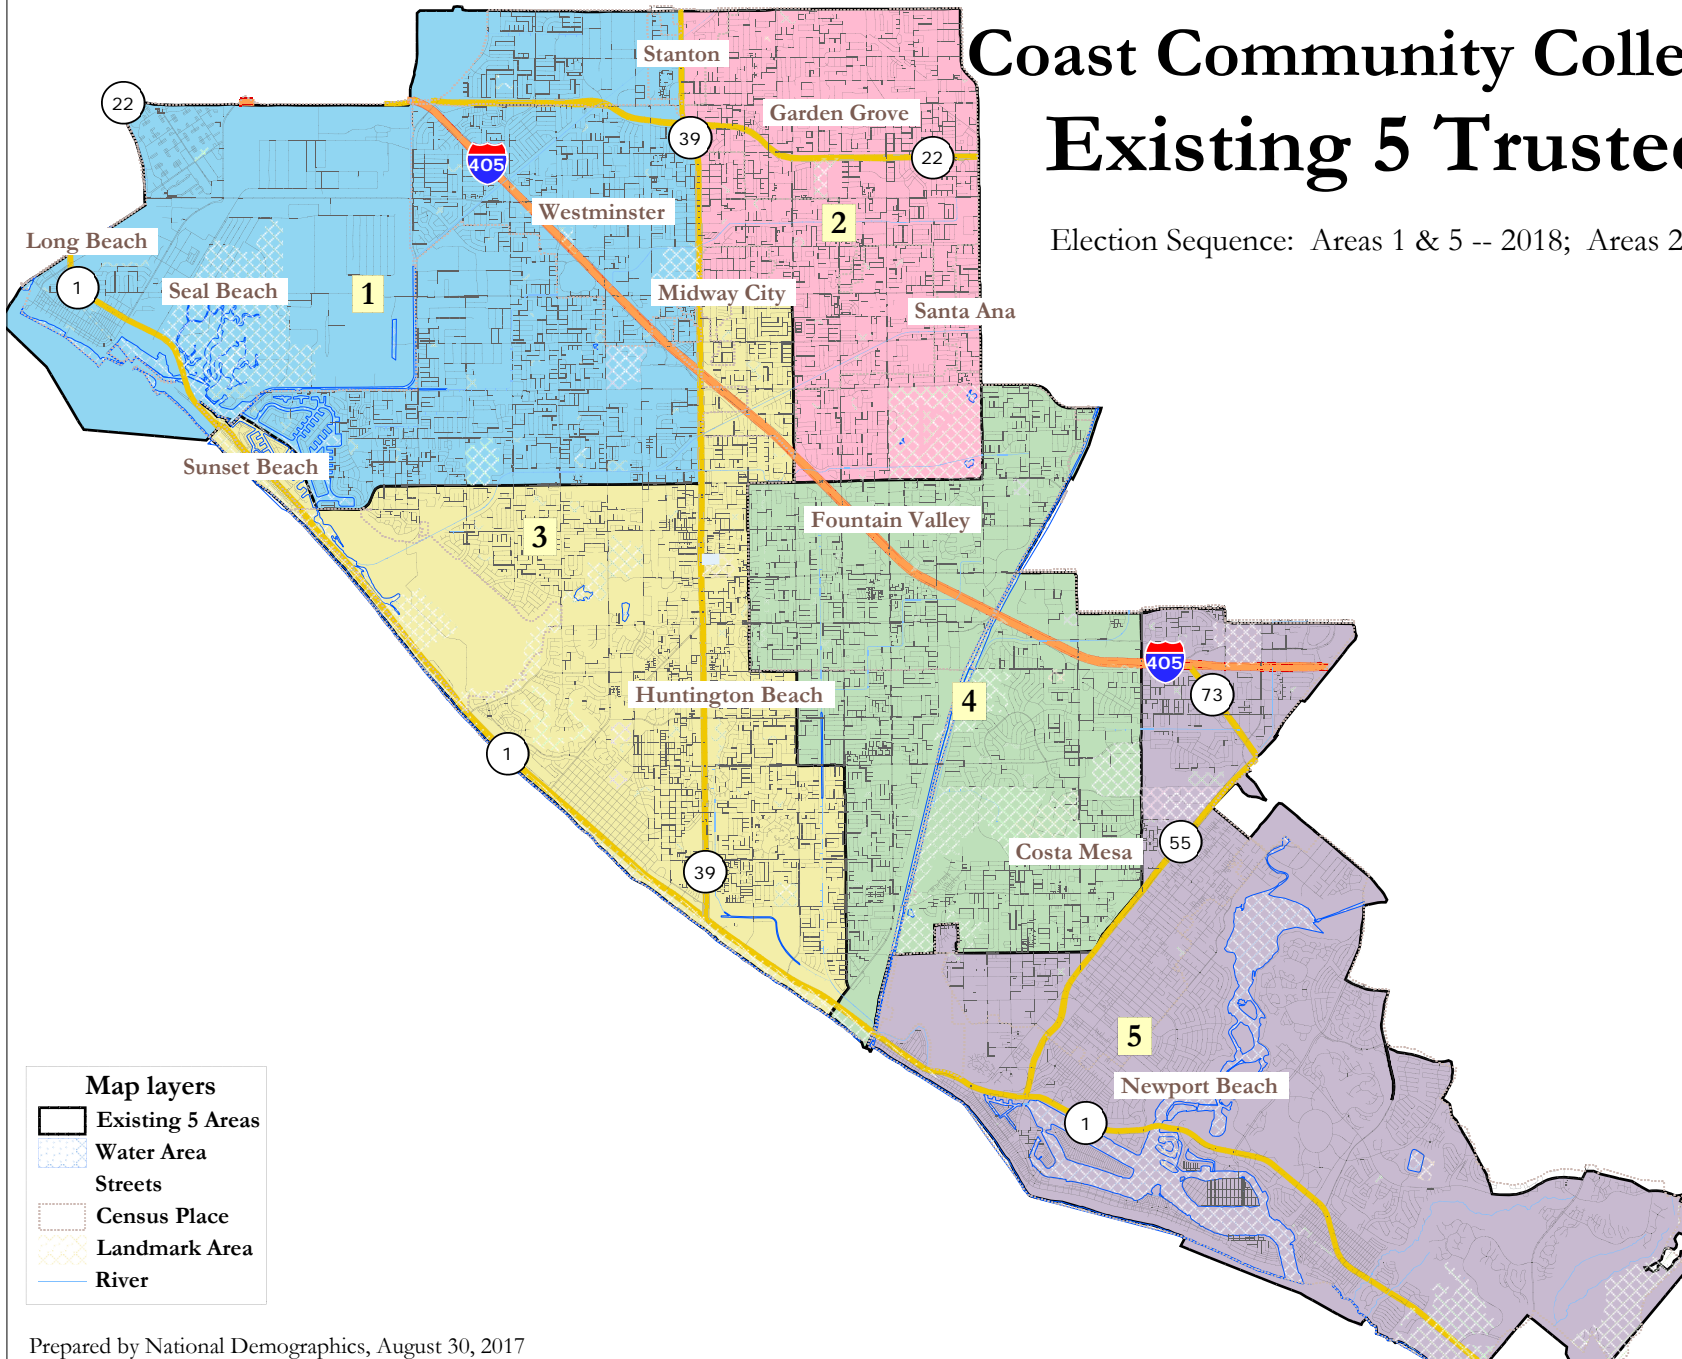 Coast Community Colle
Existing 5 Trustee
Election Sequence: Areas 1 & 5 -- 2018; Areas 2
Stanton
22
Garden Grove
39
22
405
Westminster
2
Long Beach
1
Seal Beach
1
Midway City
Santa Ana
Sunset Beach
3
Fountain Valley
405
73
Huntington Beach
4
1
55
Costa Mesa
39
5
Newport Beach
1
Map layers
Existing 5 Areas
Water Area
Streets
Census Place
Landmark Area
River
Prepared by National Demographics, August 30, 2017